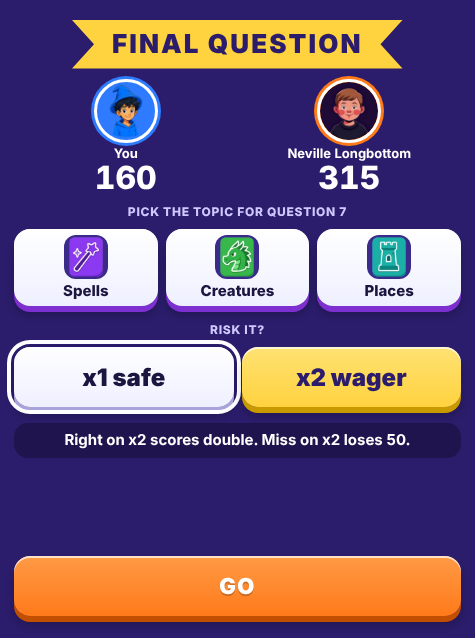 FINAL QUESTION
You
160
Neville Longbottom
315
PICK THE TOPIC FOR QUESTION 7
Spells
Creatures
Places
RISK IT?
x1 safe
x2 wager
Right on x2 scores double. Miss on x2 loses 50.
GO